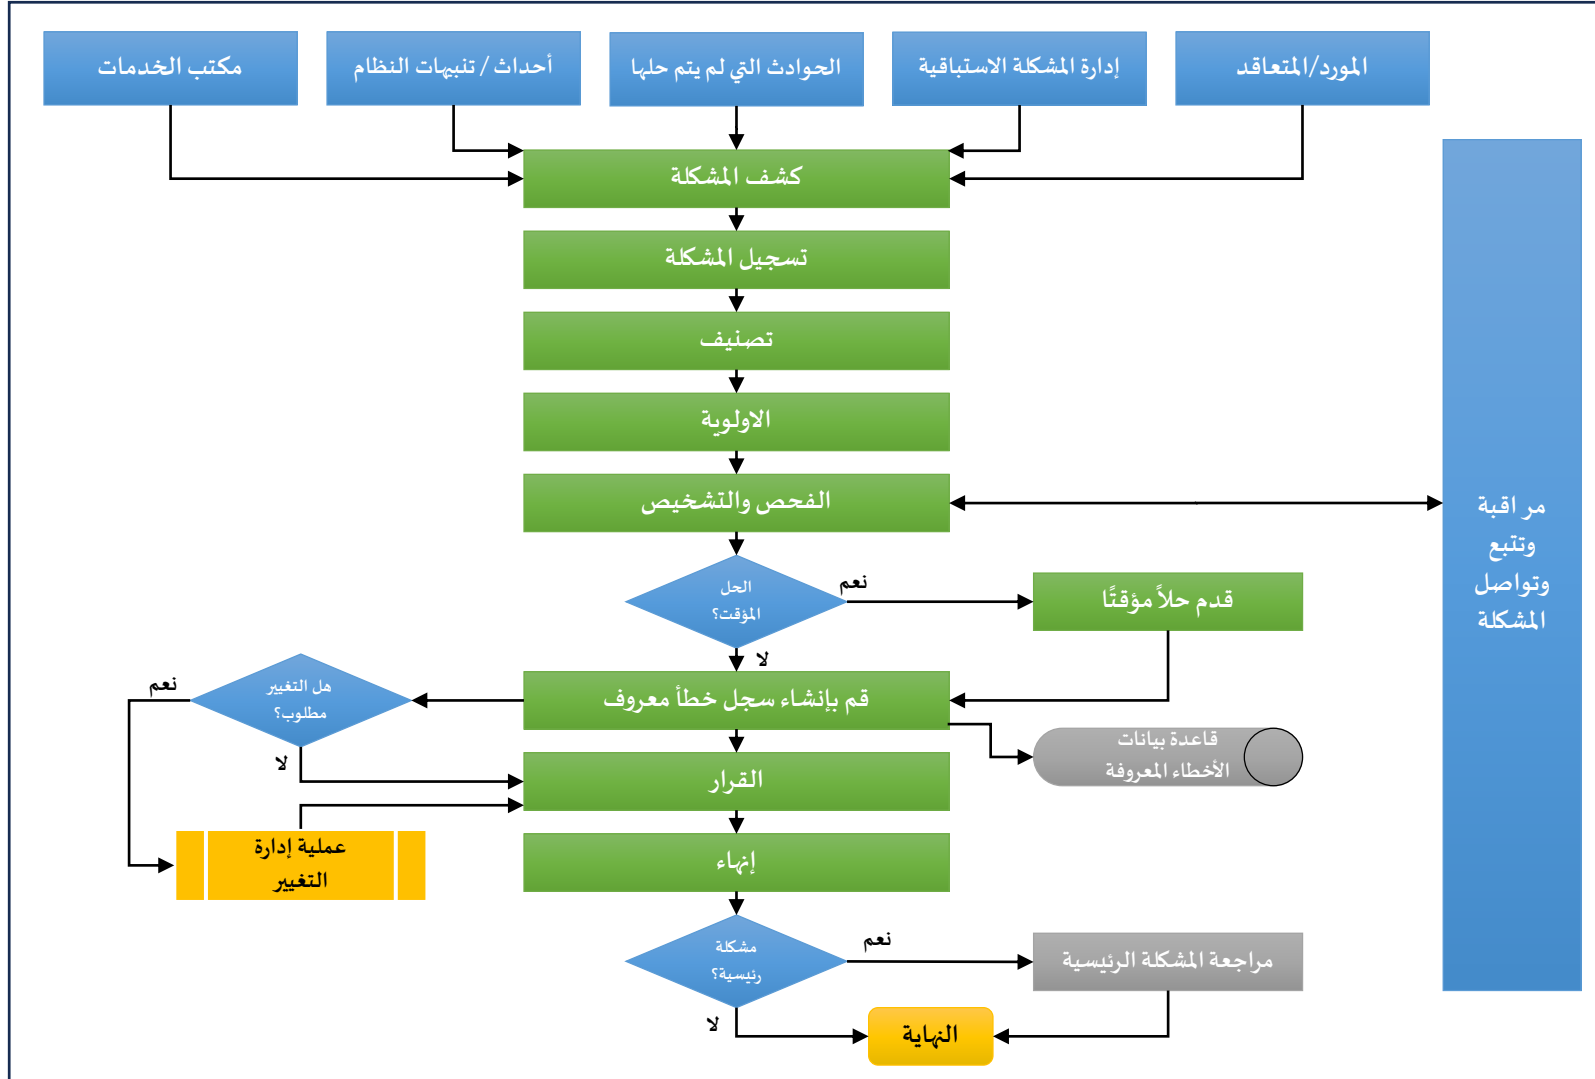 المورد/المتعاقد
إدارة المشكلة الاستباقية
الحوادث التي لم يتم حلها
أحداث / تنبيهات النظام
مكتب الخدمات
كشف المشكلة
تسجيل المشكلة
تصنيف
الاولوية
الفحص والتشخيص
مراقبة
وتتبع
وتواصل
المشكلة
الحل
المؤقت؟
نعم
قدم حلاً مؤقتًا
لا
قم بإنشاء سجل خطأ معروف
هل التغيير
مطلوب؟
نعم
لا
قاعدة بيانات
الأخطاء المعروفة
القرار
عملية إدارة
التغيير
إنهاء
مشكلة
رئيسية؟
نعم
مراجعة المشكلة الرئيسية
لا
النهاية